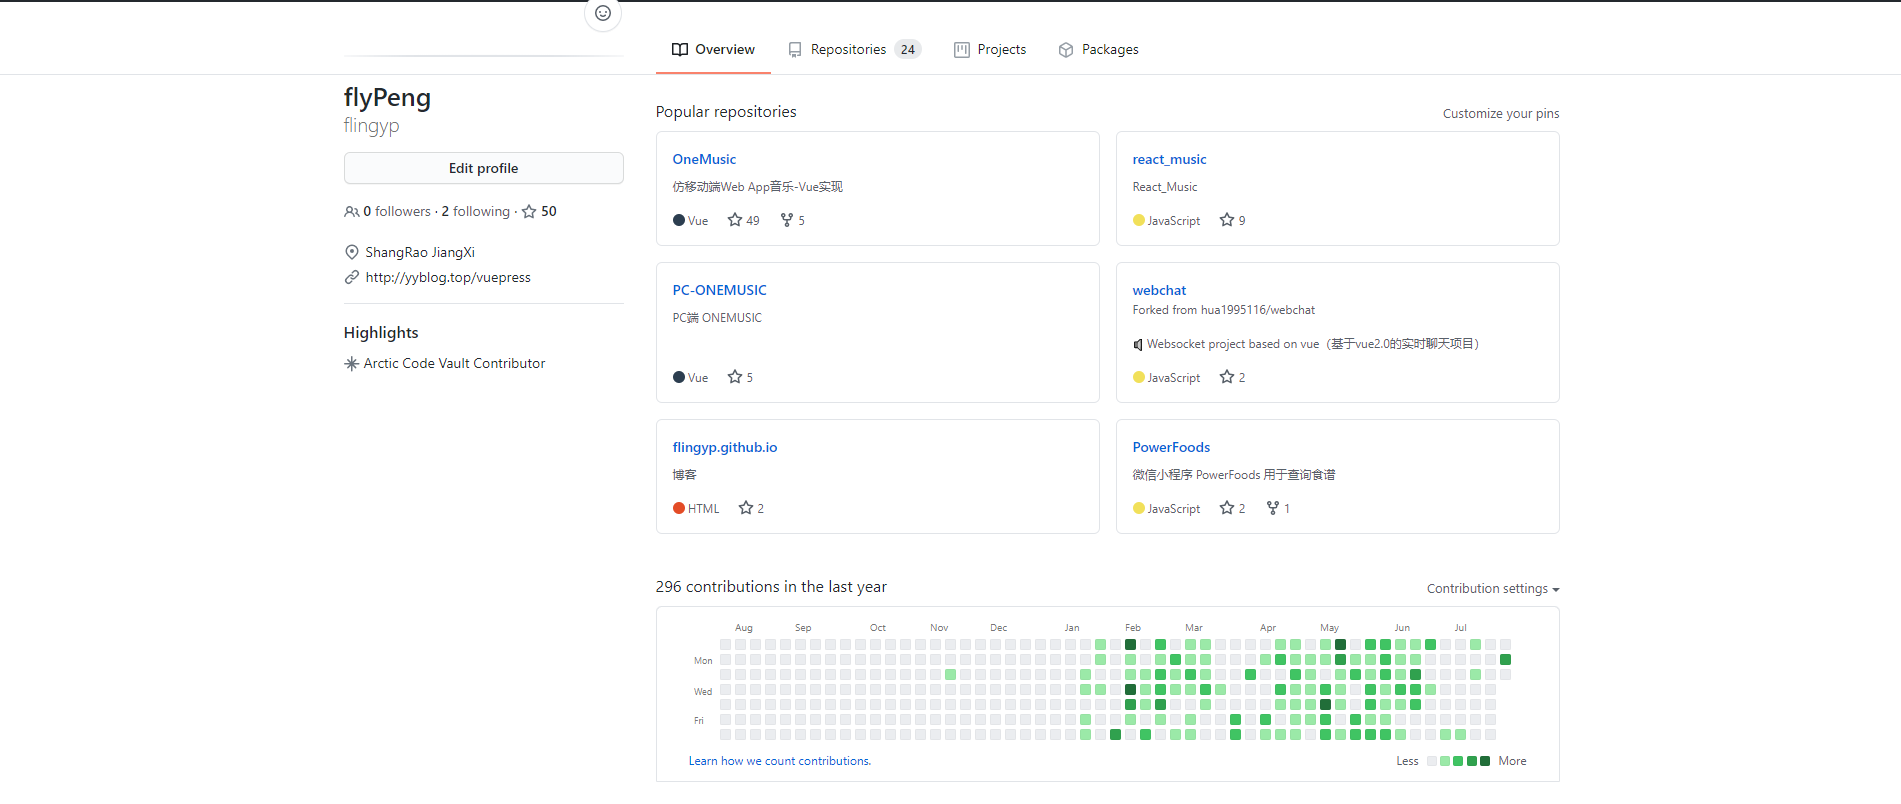 Overview
Repositories 24
Projects
Packages
flyPeng
flingyp
Edit profile
0 followers · 2 following · 50
ShangRao JiangXi
http://yyblog.top/vuepress
Highlights
Arctic Code Vault Contributor
Popular repositories
Customize your pins
OneMusic
仿移动端Web App音乐-Vue实现
Vue 49 5
react_music
React_Music
JavaScript 9
PC-ONEMUSIC
PC端 ONEMUSIC
Vue 5
webchat
Forked from hua1995116/webchat
Websocket project based on vue（基于vue2.0的实时聊天项目）
JavaScript 2
flingyp.github.io
博客
HTML 2
PowerFoods
微信小程序 PowerFoods 用于查询食谱
JavaScript 2 1
296 contributions in the last year
Contribution settings
Aug Sep Oct Nov Dec Jan Feb Mar Apr May Jun Jul
Mon
Wed
Fri
Learn how we count contributions.
Less More